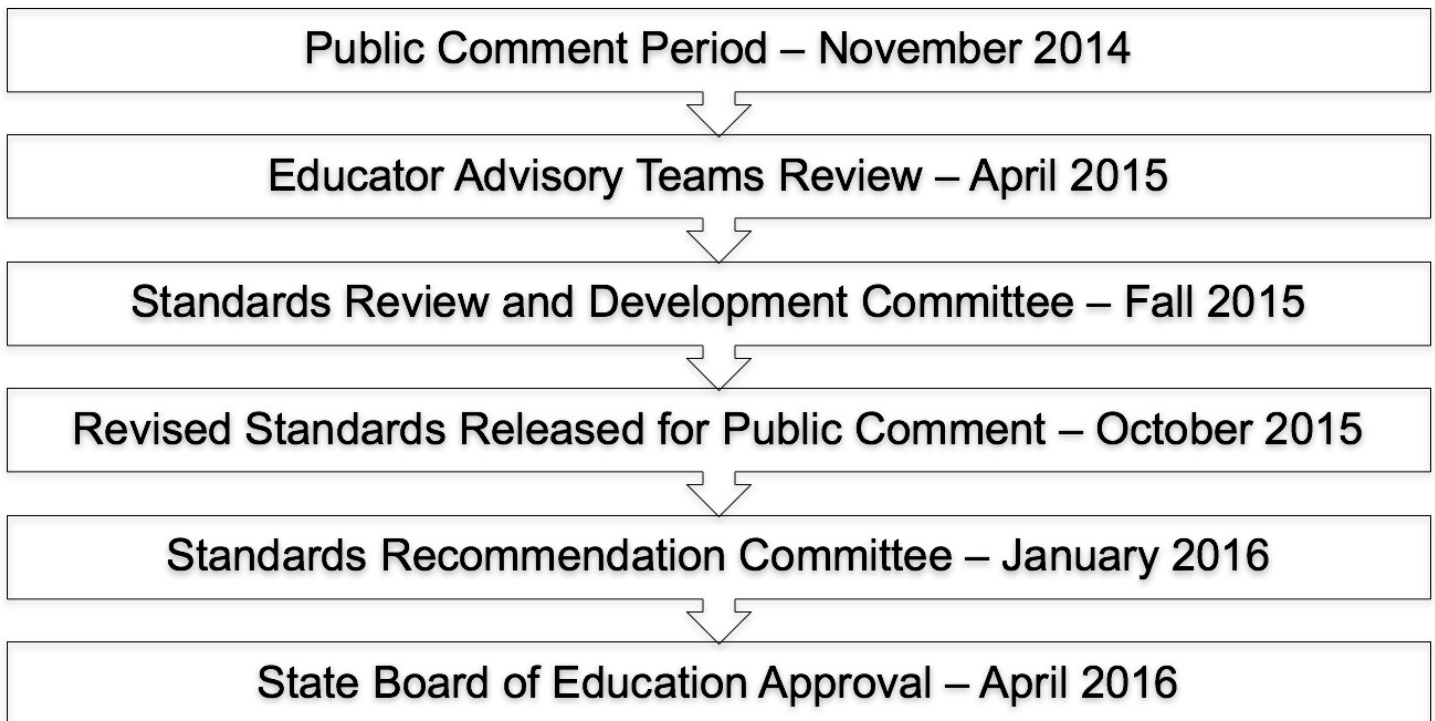 Public Comment Period – November 2014
Educator Advisory Teams Review – April 2015
Standards Review and Development Committee – Fall 2015
Revised Standards Released for Public Comment – October 2015
Standards Recommendation Committee – January 2016
State Board of Education Approval – April 2016